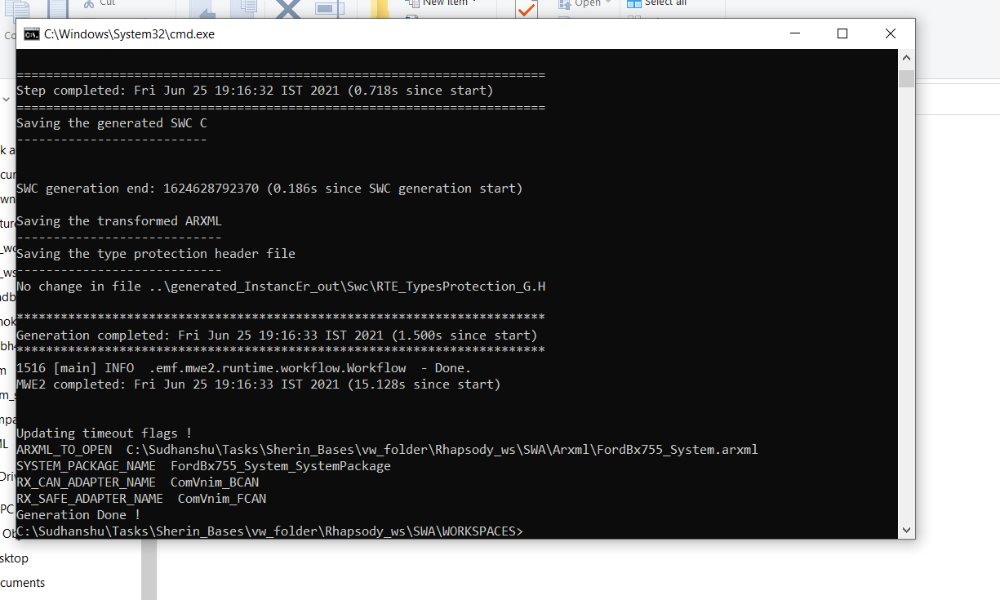 Cut
New item
Open
Select all
C:\Windows\System32\cmd.exe
========================================================================
Step completed: Fri Jun 25 19:16:32 IST 2021 (0.718s since start)
========================================================================
Saving the generated SWC C
--------------------------
SWC generation end: 1624628792370 (0.186s since SWC generation start)
Saving the transformed ARXML
----------------------------
Saving the type protection header file
----------------------------
No change in file ..\generated_InstancEr_out\Swc\RTE_TypesProtection_G.H
************************************************************************
Generation completed: Fri Jun 25 19:16:33 IST 2021 (1.500s since start)
************************************************************************
1516 [main] INFO  .emf.mwe2.runtime.workflow.Workflow  - Done.
MWE2 completed: Fri Jun 25 19:16:33 IST 2021 (15.128s since start)
Updating timeout flags !
ARXML_TO_OPEN  C:\Sudhanshu\Tasks\Sherin_Bases\vw_folder\Rhapsody_ws\SWA\Arxml\FordBx755_System.arxml
SYSTEM_PACKAGE_NAME  FordBx755_System_SystemPackage
RX_CAN_ADAPTER_NAME  ComVnim_BCAN
RX_SAFE_ADAPTER_NAME  ComVnim_FCAN
Generation Done !
C:\Sudhanshu\Tasks\Sherin_Bases\vw_folder\Rhapsody_ws\SWA\WORKSPACES>
PC
sktop
cuments